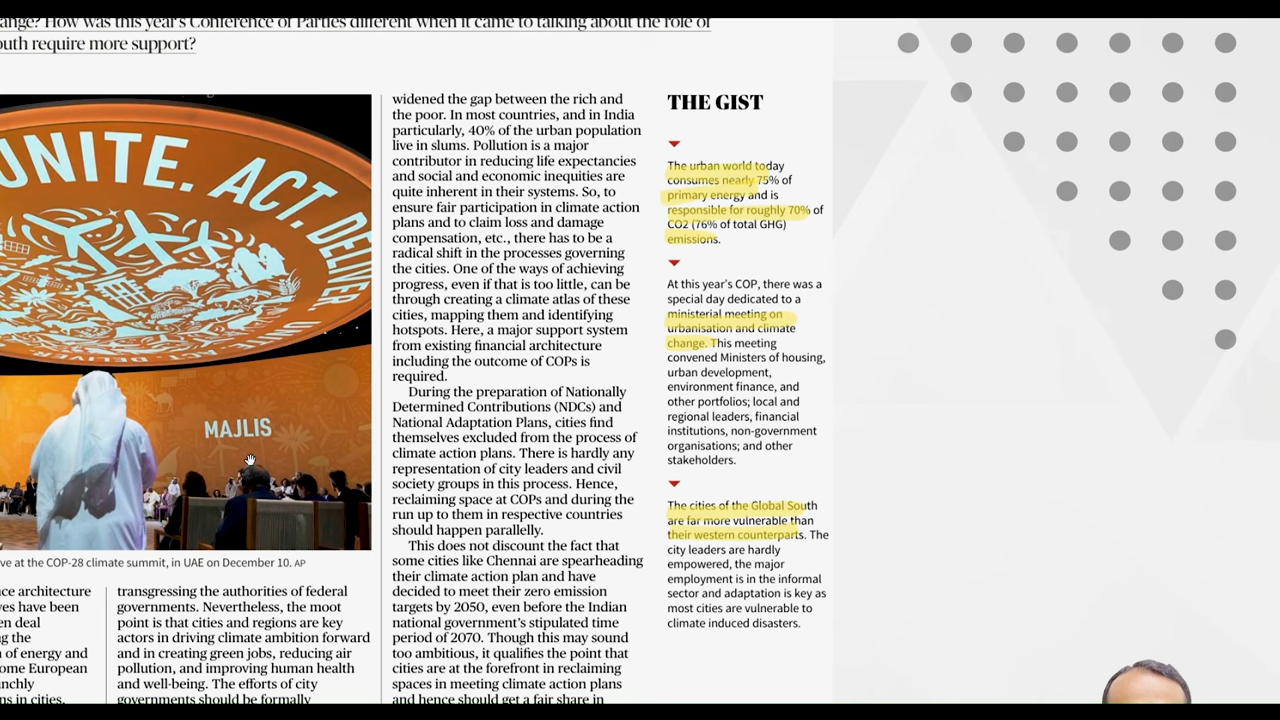 ange? How was this year's Conference of Parties different when it came to talking about the role of
outh require more support?
UNITE. ACT. DELIVER.
UNITE. ACT. DELIVER
MAJLIS
ve at the COP-28 climate summit, in UAE on December 10. AP
ce architecture
ves have been
en deal
g the
of energy and
ome European
nchly
ns in cities.
transgressing the authorities of federal
governments. Nevertheless, the moot
point is that cities and regions are key
actors in driving climate ambition forward
and in creating green jobs, reducing air
pollution, and improving human health
and well-being. The efforts of city
governments should be formally
widened the gap between the rich and
the poor. In most countries, and in India
particularly, 40% of the urban population
live in slums. Pollution is a major
contributor in reducing life expectancies
and social and economic inequities are
quite inherent in their systems. So, to
ensure fair participation in climate action
plans and to claim loss and damage
compensation, etc., there has to be a
radical shift in the processes governing
the cities. One of the ways of achieving
progress, even if that is too little, can be
through creating a climate atlas of these
cities, mapping them and identifying
hotspots. Here, a major support system
from existing financial architecture
including the outcome of COPs is
required.
During the preparation of Nationally
Determined Contributions (NDCs) and
National Adaptation Plans, cities find
themselves excluded from the process of
climate action plans. There is hardly any
representation of city leaders and civil
society groups in this process. Hence,
reclaiming space at COPs and during the
run up to them in respective countries
should happen parallelly.
This does not discount the fact that
some cities like Chennai are spearheading
their climate action plan and have
decided to meet their zero emission
targets by 2050, even before the Indian
national government's stipulated time
period of 2070. Though this may sound
too ambitious, it qualifies the point that
cities are at the forefront in reclaiming
spaces in meeting climate action plans
and hence should get a fair share in
THE GIST
The urban world today
consumes nearly 75% of
primary energy and is
responsible for roughly 70% of
CO2 (76% of total GHG)
emissions.
At this year's COP, there was a
special day dedicated to a
ministerial meeting on
urbanisation and climate
change. This meeting
convened Ministers of housing,
urban development,
environment finance, and
other portfolios; local and
regional leaders, financial
institutions, non-government
organisations; and other
stakeholders.
The cities of the Global South
are far more vulnerable than
their western counterparts. The
city leaders are hardly
empowered, the major
employment is in the informal
sector and adaptation is key as
most cities are vulnerable to
climate induced disasters.